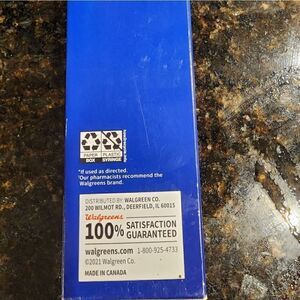 PAPER BOX
PLASTIC SYRINGE
*If used as directed.
†Our pharmacists recommend the
Walgreens brand.
DISTRIBUTED BY: WALGREEN CO.
200 WILMOT RD., DEERFIELD, IL 60015
Walgreens
100% SATISFACTION GUARANTEED
walgreens.com 1-800-925-4733
©2021 Walgreen Co.
MADE IN CANADA